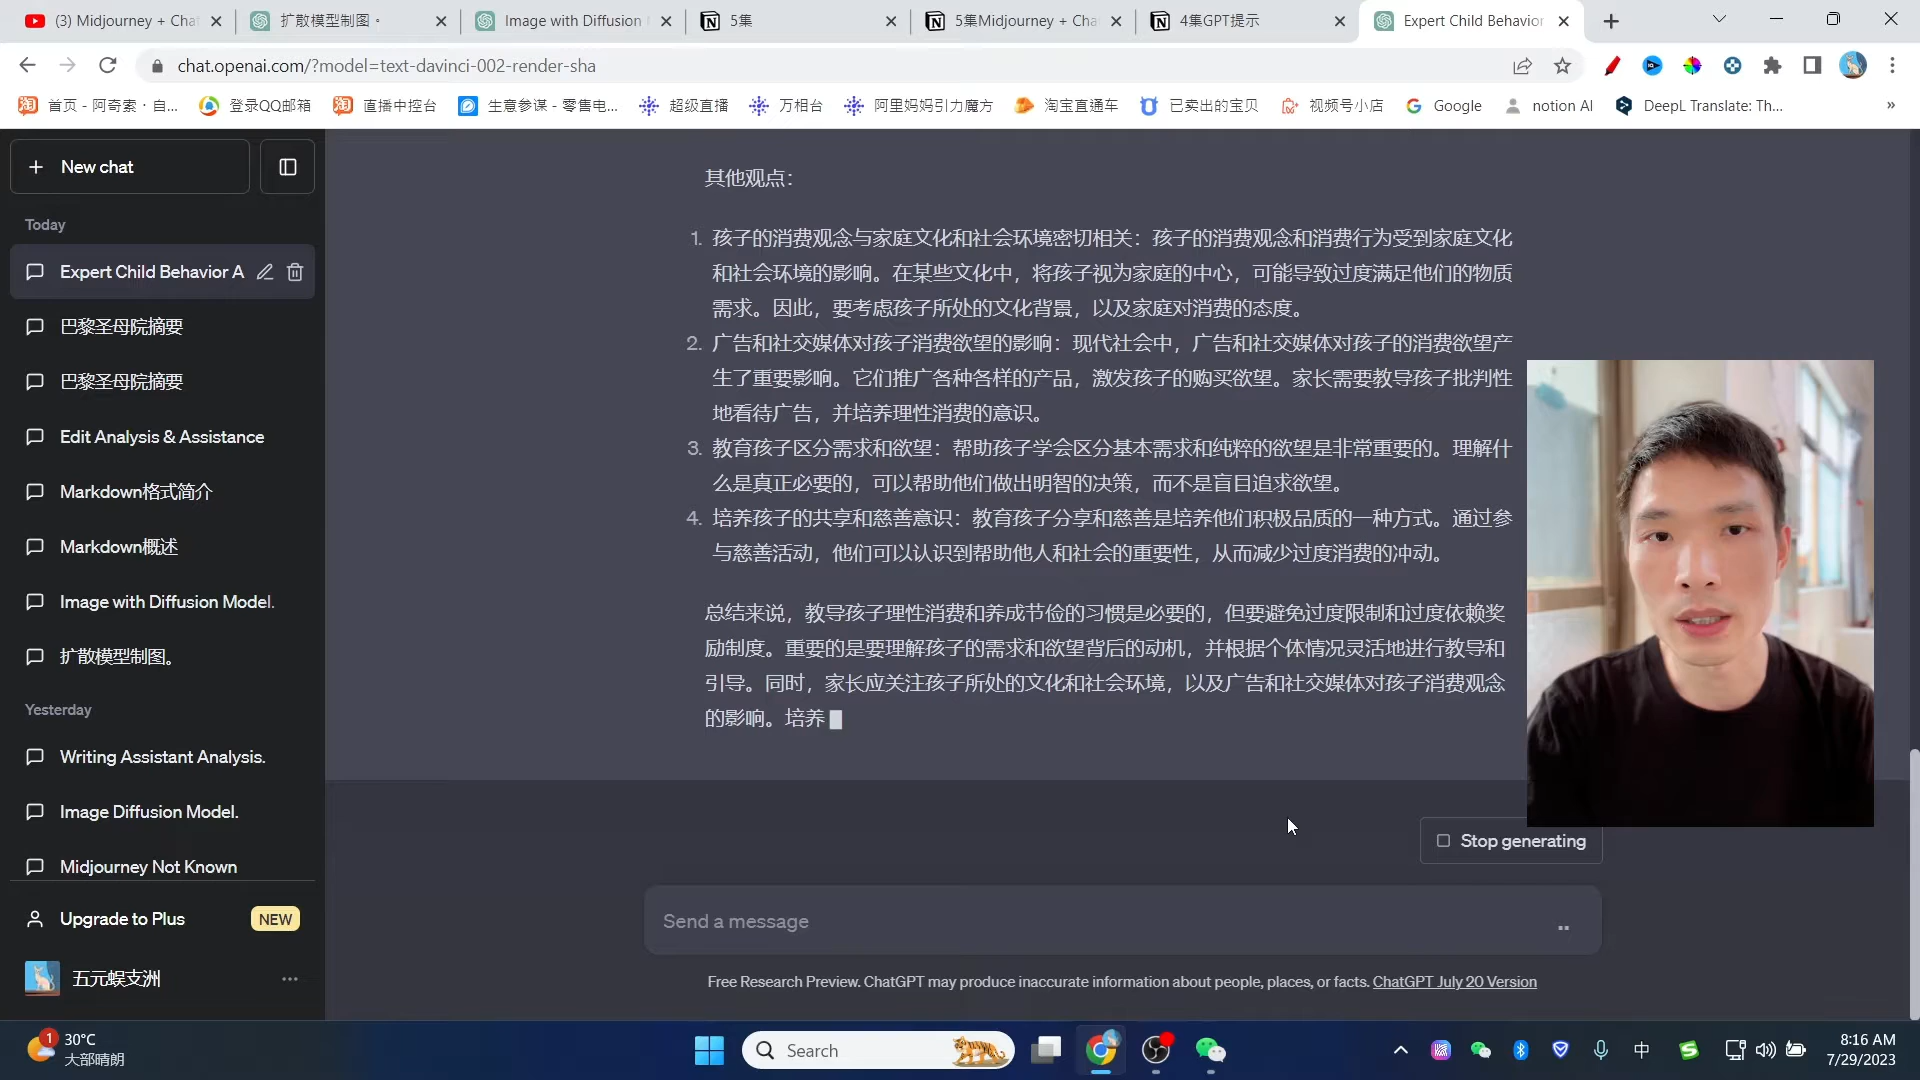 (3) Midjourney + Cha
扩散模型制图。
Image with Diffusion
5集
5集Midjourney + Cha
4集GPT提示
Expert Child Behavior
chat.openai.com/?model=text-davinci-002-render-sha
首页 - 阿奇索 · 自...
登录QQ邮箱
直播中控台
生意参谋 - 零售电...
超级直播
万相台
阿里妈妈引力魔方
淘宝直通车
已卖出的宝贝
视频号小店
Google
notion AI
DeepL Translate: Th...
»
New chat
Today
Expert Child Behavior A
巴黎圣母院摘要
巴黎圣母院摘要
Edit Analysis & Assistance
Markdown格式简介
Markdown概述
Image with Diffusion Model.
扩散模型制图。
Yesterday
Writing Assistant Analysis.
Image Diffusion Model.
Midjourney Not Known
Upgrade to Plus
NEW
五元蜈支洲
其他观点：
1. 孩子的消费观念与家庭文化和社会环境密切相关：孩子的消费观念和消费行为受到家庭文化
和社会环境的影响。在某些文化中，将孩子视为家庭的中心，可能导致过度满足他们的物质
需求。因此，要考虑孩子所处的文化背景，以及家庭对消费的态度。
2. 广告和社交媒体对孩子消费欲望的影响：现代社会中，广告和社交媒体对孩子的消费欲望产
生了重要影响。它们推广各种各样的产品，激发孩子的购买欲望。家长需要教导孩子批判性
地看待广告，并培养理性消费的意识。
3. 教育孩子区分需求和欲望：帮助孩子学会区分基本需求和纯粹的欲望是非常重要的。理解什
么是真正必要的，可以帮助他们做出明智的决策，而不是盲目追求欲望。
4. 培养孩子的共享和慈善意识：教育孩子分享和慈善是培养他们积极品质的一种方式。通过参
与慈善活动，他们可以认识到帮助他人和社会的重要性，从而减少过度消费的冲动。
总结来说，教导孩子理性消费和养成节俭的习惯是必要的，但要避免过度限制和过度依赖奖
励制度。重要的是要理解孩子的需求和欲望背后的动机，并根据个体情况灵活地进行教导和
引导。同时，家长应关注孩子所处的文化和社会环境，以及广告和社交媒体对孩子消费观念
的影响。培养
Stop generating
Send a message
Free Research Preview. ChatGPT may produce inaccurate information about people, places, or facts. ChatGPT July 20 Version
1
30°C
大部晴朗
Search
中
8:16 AM
7/29/2023